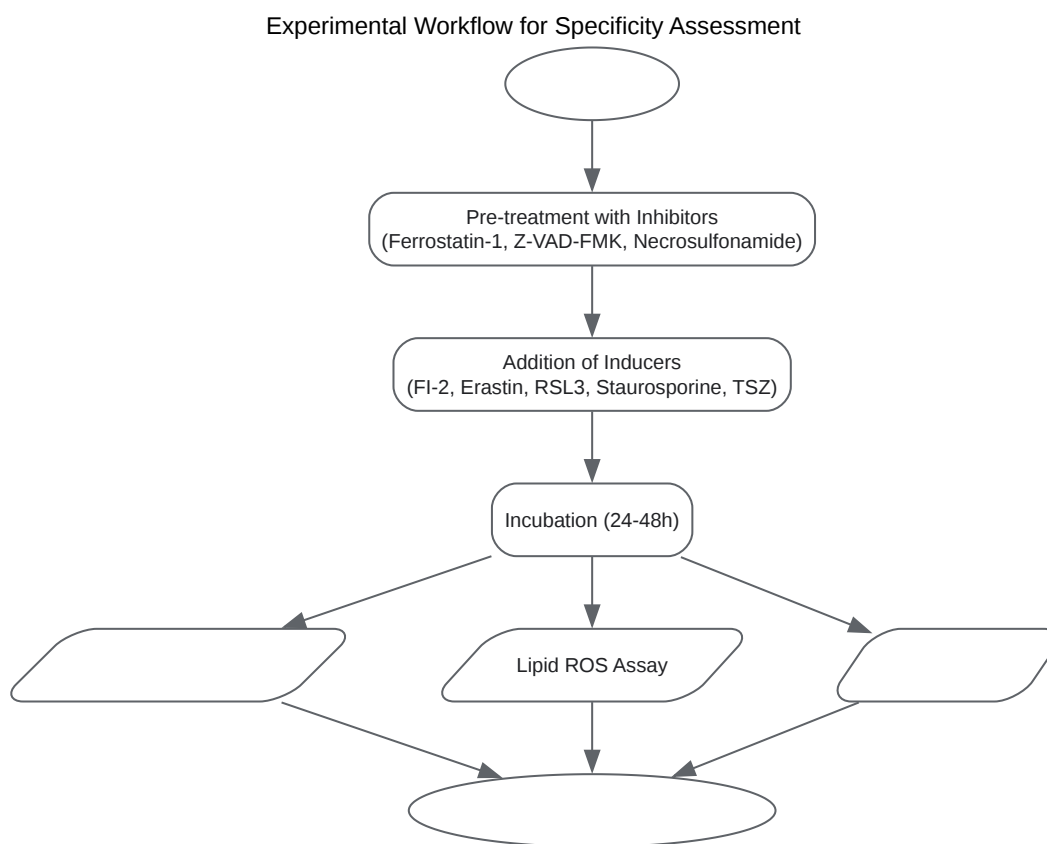 Experimental Workflow for Specificity Assessment
Pre-treatment with Inhibitors
(Ferrostatin-1, Z-VAD-FMK, Necrosulfonamide)
Addition of Inducers
(FI-2, Erastin, RSL3, Staurosporine, TSZ)
Incubation (24-48h)
Lipid ROS Assay